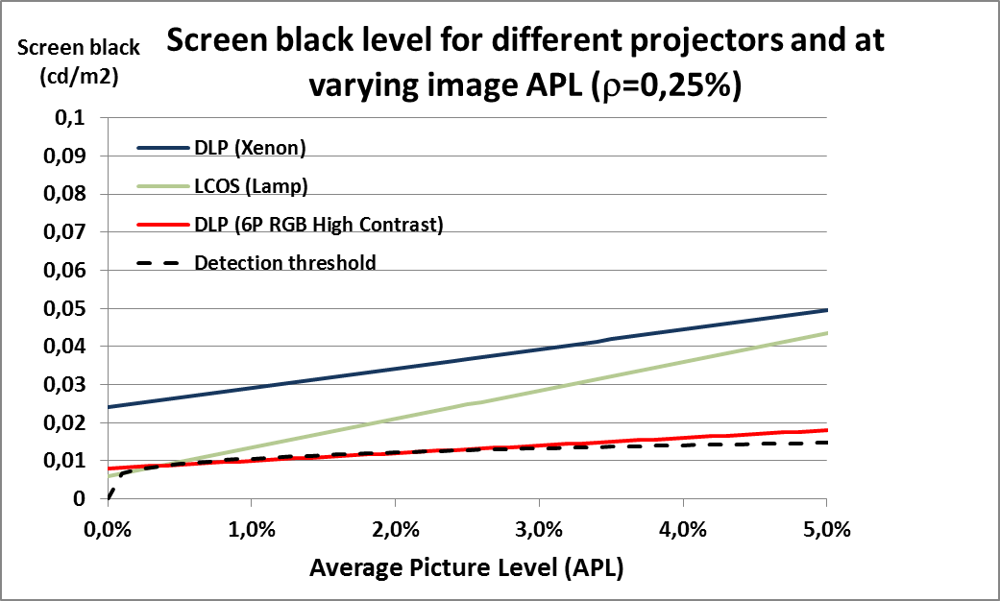 Screen black
(cd/m2)
Screen black level for different projectors and at
varying image APL (ρ=0,25%)
0,1
0,09
0,08
0,07
0,06
0,05
0,04
0,03
0,02
0,01
0
DLP (Xenon)
LCOS (Lamp)
DLP (6P RGB High Contrast)
Detection threshold
0,0%
1,0%
2,0%
3,0%
4,0%
5,0%
Average Picture Level (APL)